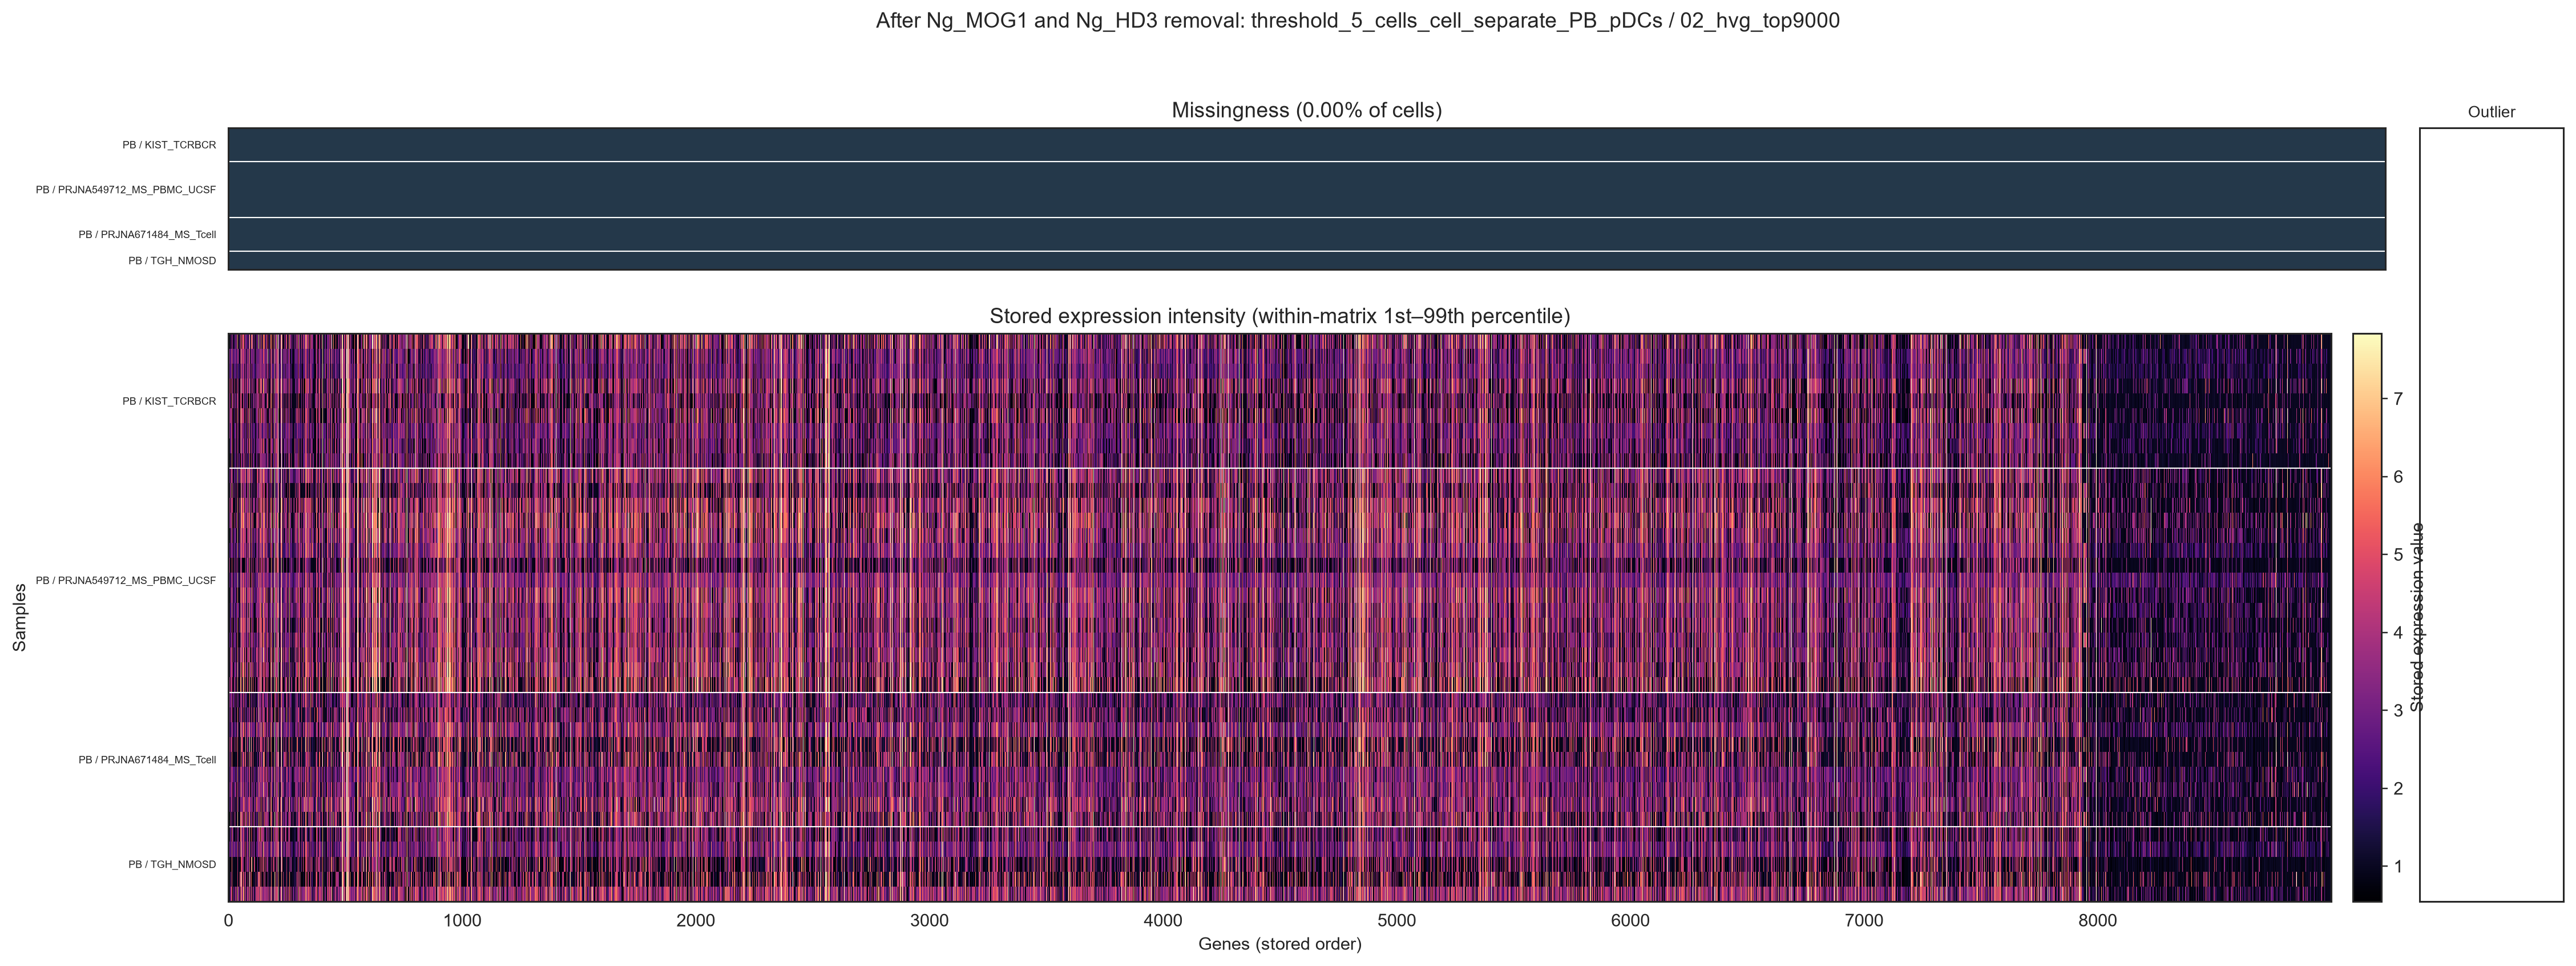 After Ng_MOG1 and Ng_HD3 removal: threshold_5_cells_cell_separate_PB_pDCs / 02_hvg_top9000
Missingness (0.00% of cells)
Outlier
PB / KIST_TCRBCR
PB / PRJNA549712_MS_PBMC_UCSF
PB / PRJNA671484_MS_Tcell
PB / TGH_NMOSD
Stored expression intensity (within-matrix 1st–99th percentile)
Samples
PB / KIST_TCRBCR
PB / PRJNA549712_MS_PBMC_UCSF
PB / PRJNA671484_MS_Tcell
PB / TGH_NMOSD
7
6
5
4
3
2
1
Stored expression value
0 1000 2000 3000 4000 5000 6000 7000 8000
Genes (stored order)